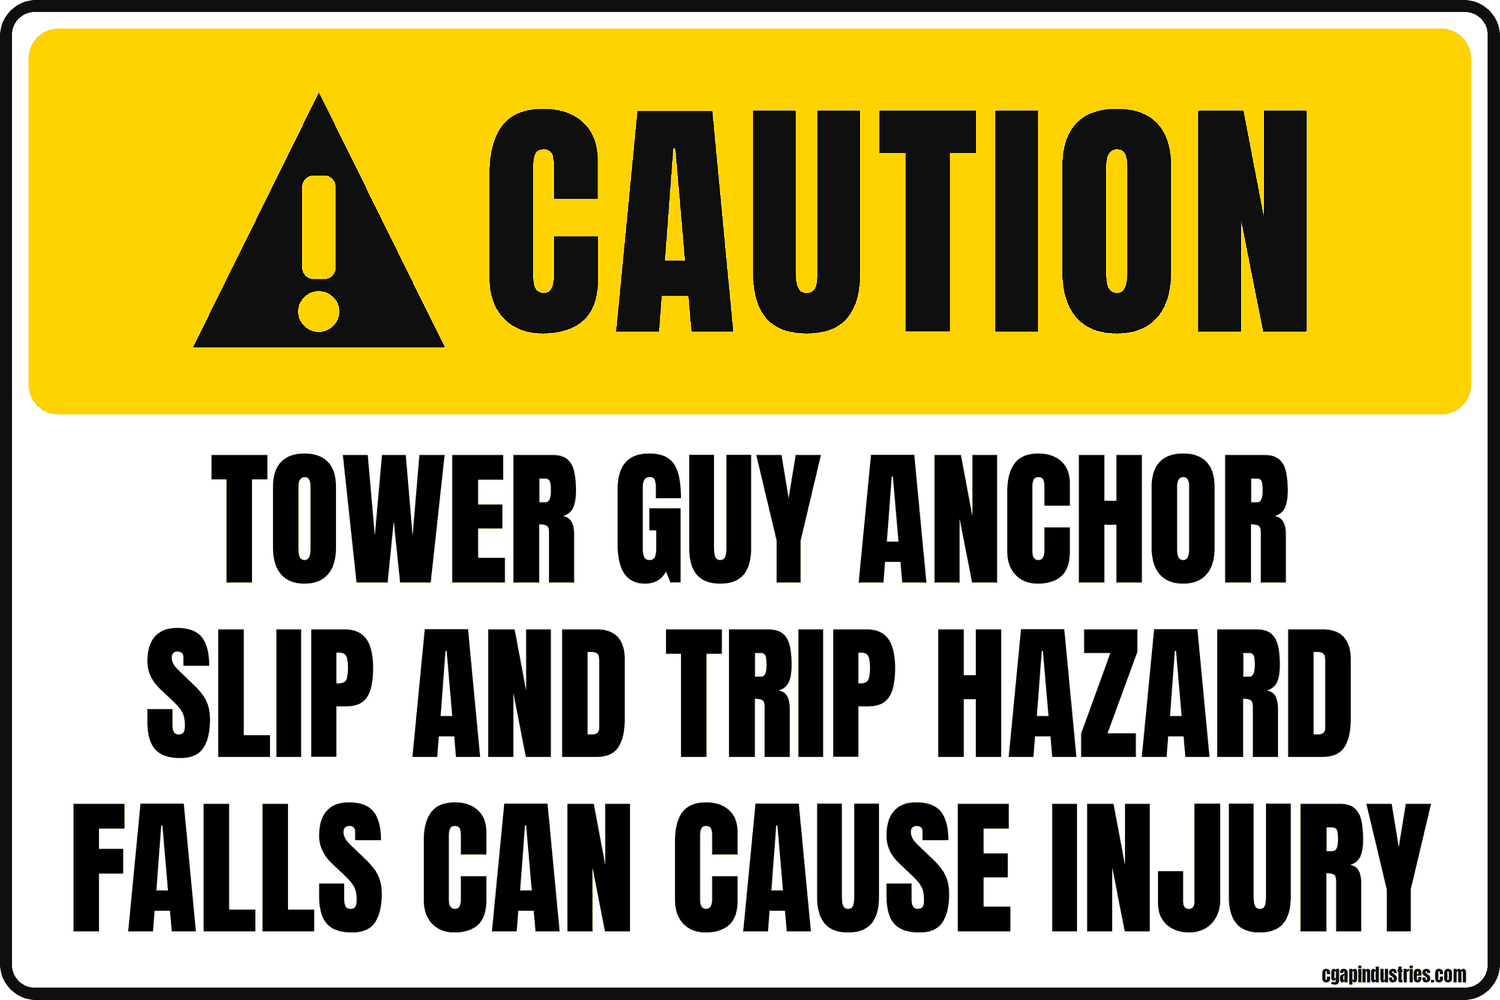 CAUTION
TOWER GUY ANCHOR
SLIP AND TRIP HAZARD
FALLS CAN CAUSE INJURY
cgapindustries.com